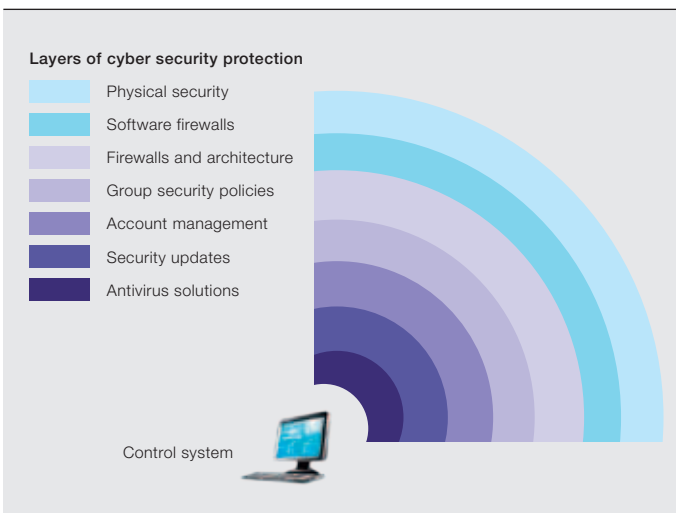 Layers of cyber security protection
Physical security
Software firewalls
Firewalls and architecture
Group security policies
Account management
Security updates
Antivirus solutions
Control system